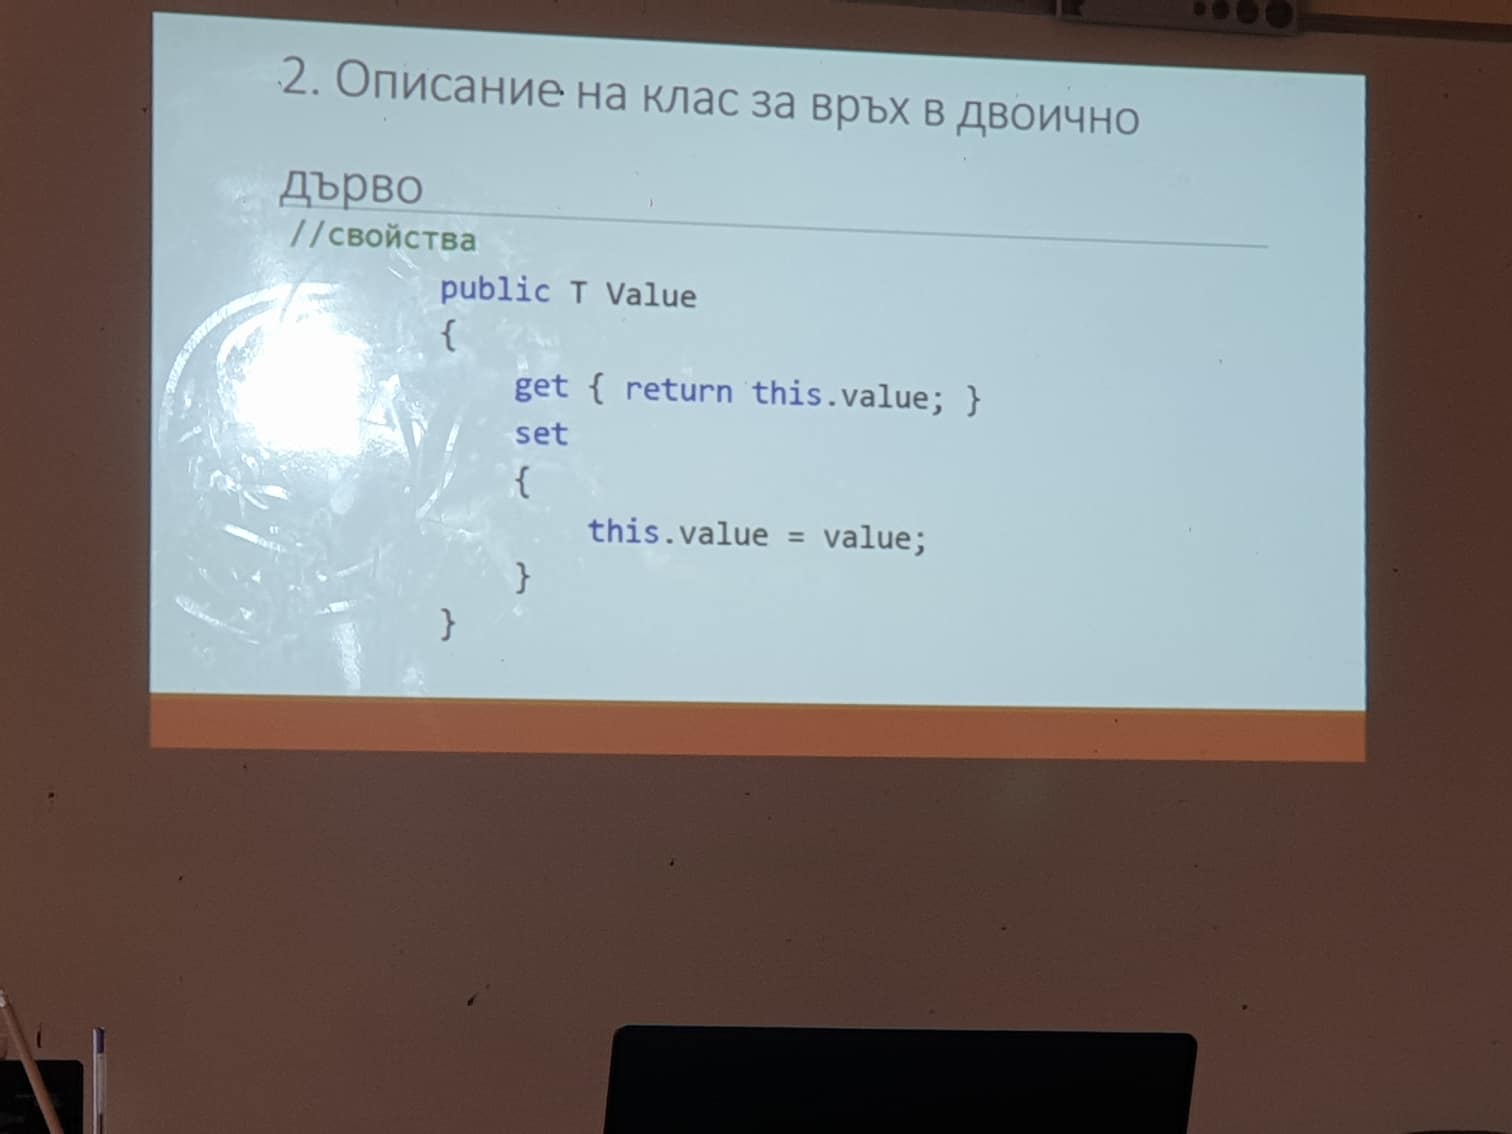 2. Описание на клас за връх в двоично
дърво
//свойства
public T Value
{
get { return this.value; }
set
{
this.value = value;
}
}